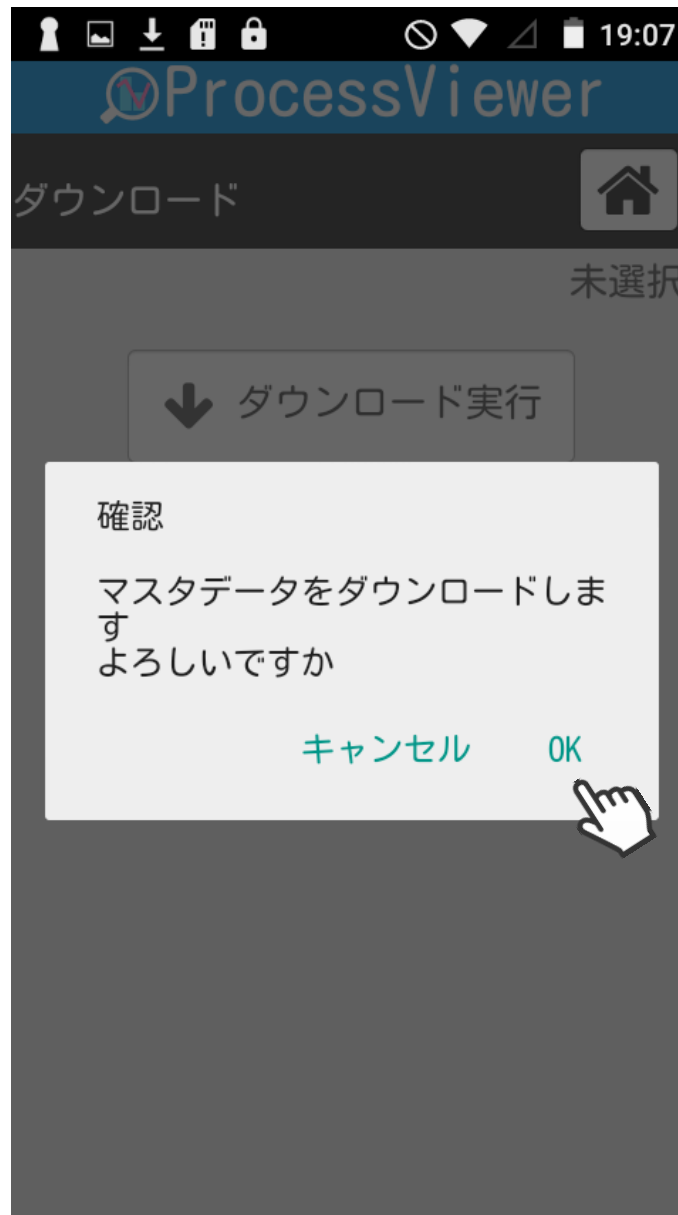 19:07
ProcessViewer
ダウンロード
未選択
ダウンロード実行
確認
マスタデータをダウンロードしま
す
よろしいですか
キャンセル OK